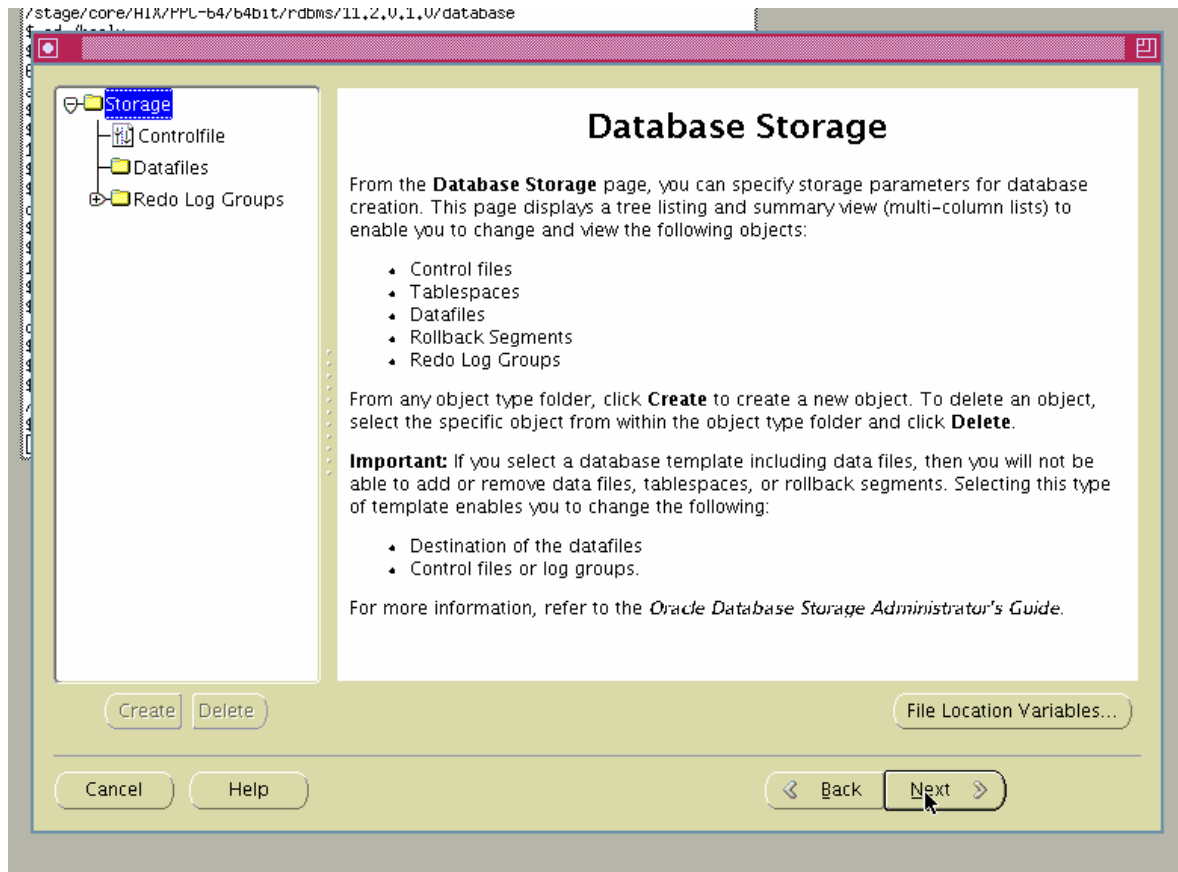 /stage/core/HIX/PPC-64/64bit/rdbms/11.2.0.1.0/database
Storage
Controlfile
Datafiles
Redo Log Groups
Database Storage
From the Database Storage page, you can specify storage parameters for database
creation. This page displays a tree listing and summary view (multi-column lists) to
enable you to change and view the following objects:
• Control files
• Tablespaces
• Datafiles
• Rollback Segments
• Redo Log Groups
From any object type folder, click Create to create a new object. To delete an object,
select the specific object from within the object type folder and click Delete.
Important: If you select a database template including data files, then you will not be
able to add or remove data files, tablespaces, or rollback segments. Selecting this type
of template enables you to change the following:
• Destination of the datafiles
• Control files or log groups.
For more information, refer to the Oracle Database Storage Administrator's Guide.
Create Delete
File Location Variables...
Cancel Help
Back Next